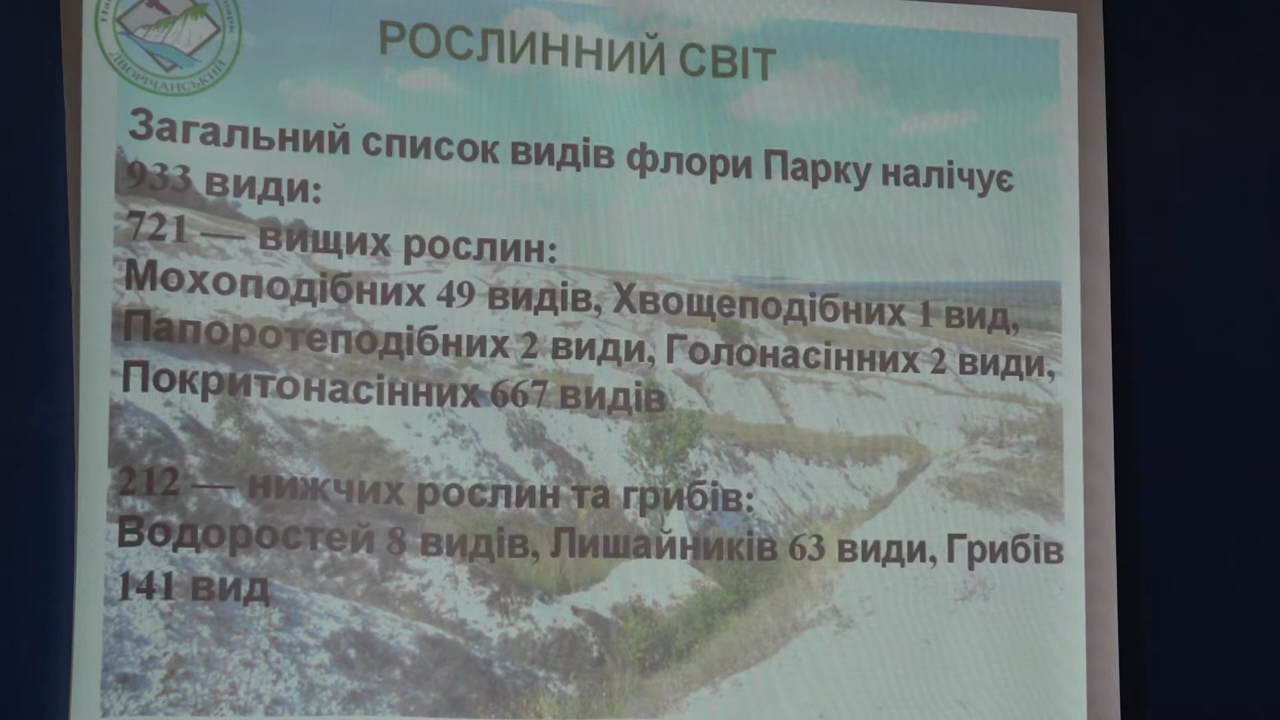 ДВОРІЧАНСЬКИЙ
РОСЛИННИЙ СВІТ
Загальний список видів флори Парку налічує
933 види:
721 — вищих рослин:
Мохоподібних 49 видів, Хвощеподібних 1 вид,
Папоротеподібних 2 види, Голонасінних 2 види,
Покритонасінних 667 видів
212 — нижчих рослин та грибів:
Водоростей 8 видів, Лишайників 63 види, Грибів
141 вид